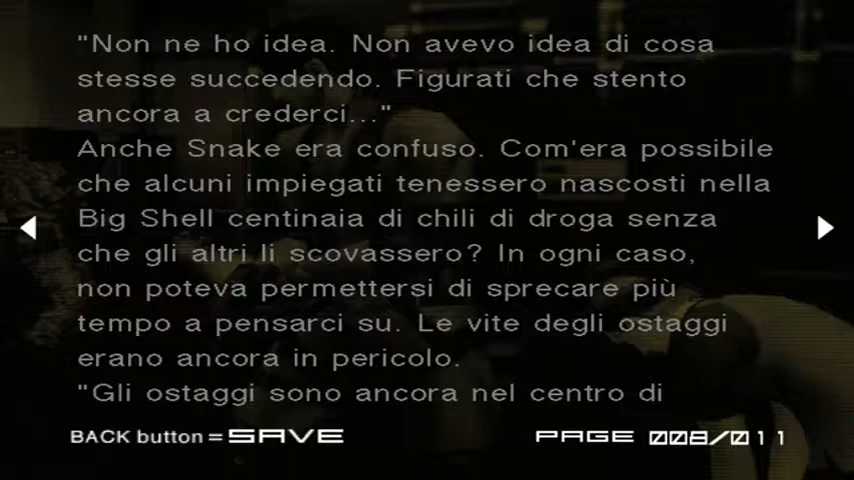 "Non ne ho idea. Non avevo idea di cosa
stesse succedendo. Figurati che stento
ancora a crederci..."
Anche Snake era confuso. Com'era possibile
che alcuni impiegati tenessero nascosti nella
Big Shell centinaia di chili di droga senza
che gli altri li scovassero? In ogni caso,
non poteva permettersi di sprecare più
tempo a pensarci su. Le vite degli ostaggi
erano ancora in pericolo.
"Gli ostaggi sono ancora nel centro di
BACK button = SAVE PAGE 008/011